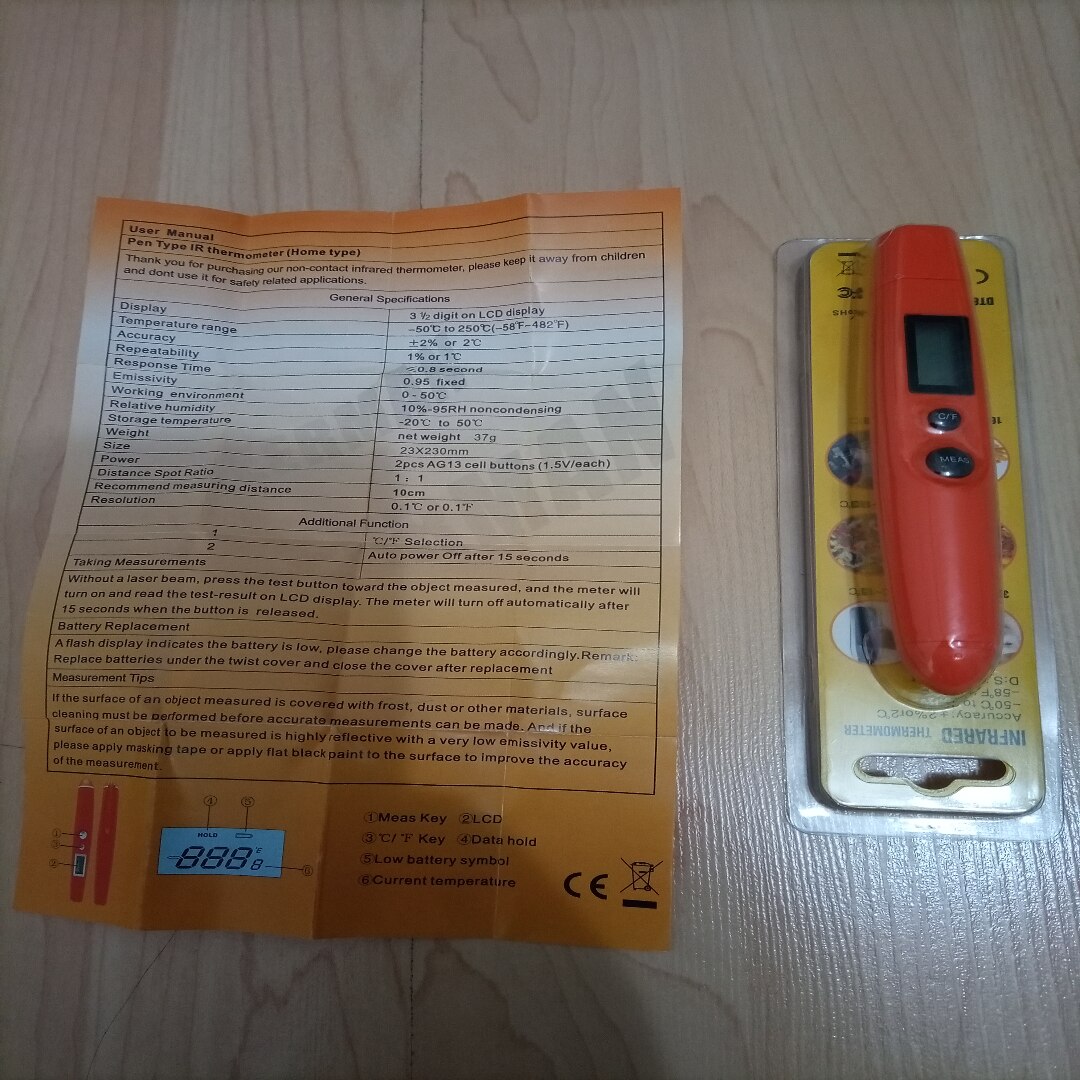 User Manual
Pen Type IR thermometer (Home type)
Thank you for purchasing our non-contact infrared thermometer, please keep it away from children
and dont use it for safety related applications.
General Specifications
Display 3 ½ digit on LCD display
Temperature range -50℃ to 250℃(-58℉~482℉)
Accuracy ±2% or 2℃
Repeatability 1% or 1℃
Response Time ≤0.8 second
Emissivity 0.95 fixed
Working environment 0 - 50℃
Relative humidity 10%-95RH noncondensing
Storage temperature -20℃ to 50℃
Weight net weight 37g
Size 23X230mm
Power 2pcs AG13 cell buttons (1.5V/each)
Distance Spot Ratio 1 : 1
Recommend measuring distance 10cm
Resolution 0.1℃ or 0.1℉
Additional Function
1 ℃/℉ Selection
2 Auto power Off after 15 seconds
Taking Measurements
Without a laser beam, press the test button toward the object measured, and the meter will
turn on and read the test-result on LCD display. The meter will turn off automatically after
15 seconds when the button is released.
Battery Replacement
A flash display indicates the battery is low, please change the battery accordingly.Remark:
Replace batteries under the twist cover and close the cover after replacement
Measurement Tips
If the surface of an object measured is covered with frost, dust or other materials, surface
cleaning must be performed before accurate measurements can be made. And if the
surface of an object to be measured is highly reflective with a very low emissivity value,
please apply masking tape or apply flat black paint to the surface to improve the accuracy
of the measurement.
① ③ ②
④ ⑤
HOLD
888.8
⑥
①Meas Key ②LCD
③℃/ ℉ Key ④Data hold
⑤Low battery symbol
⑥Current temperature
CE
C/F
MEAS
RoHS
D:S
-58°F
-50℃ to
Accuracy: ±2%or2℃
INFRARED THERMOMETER